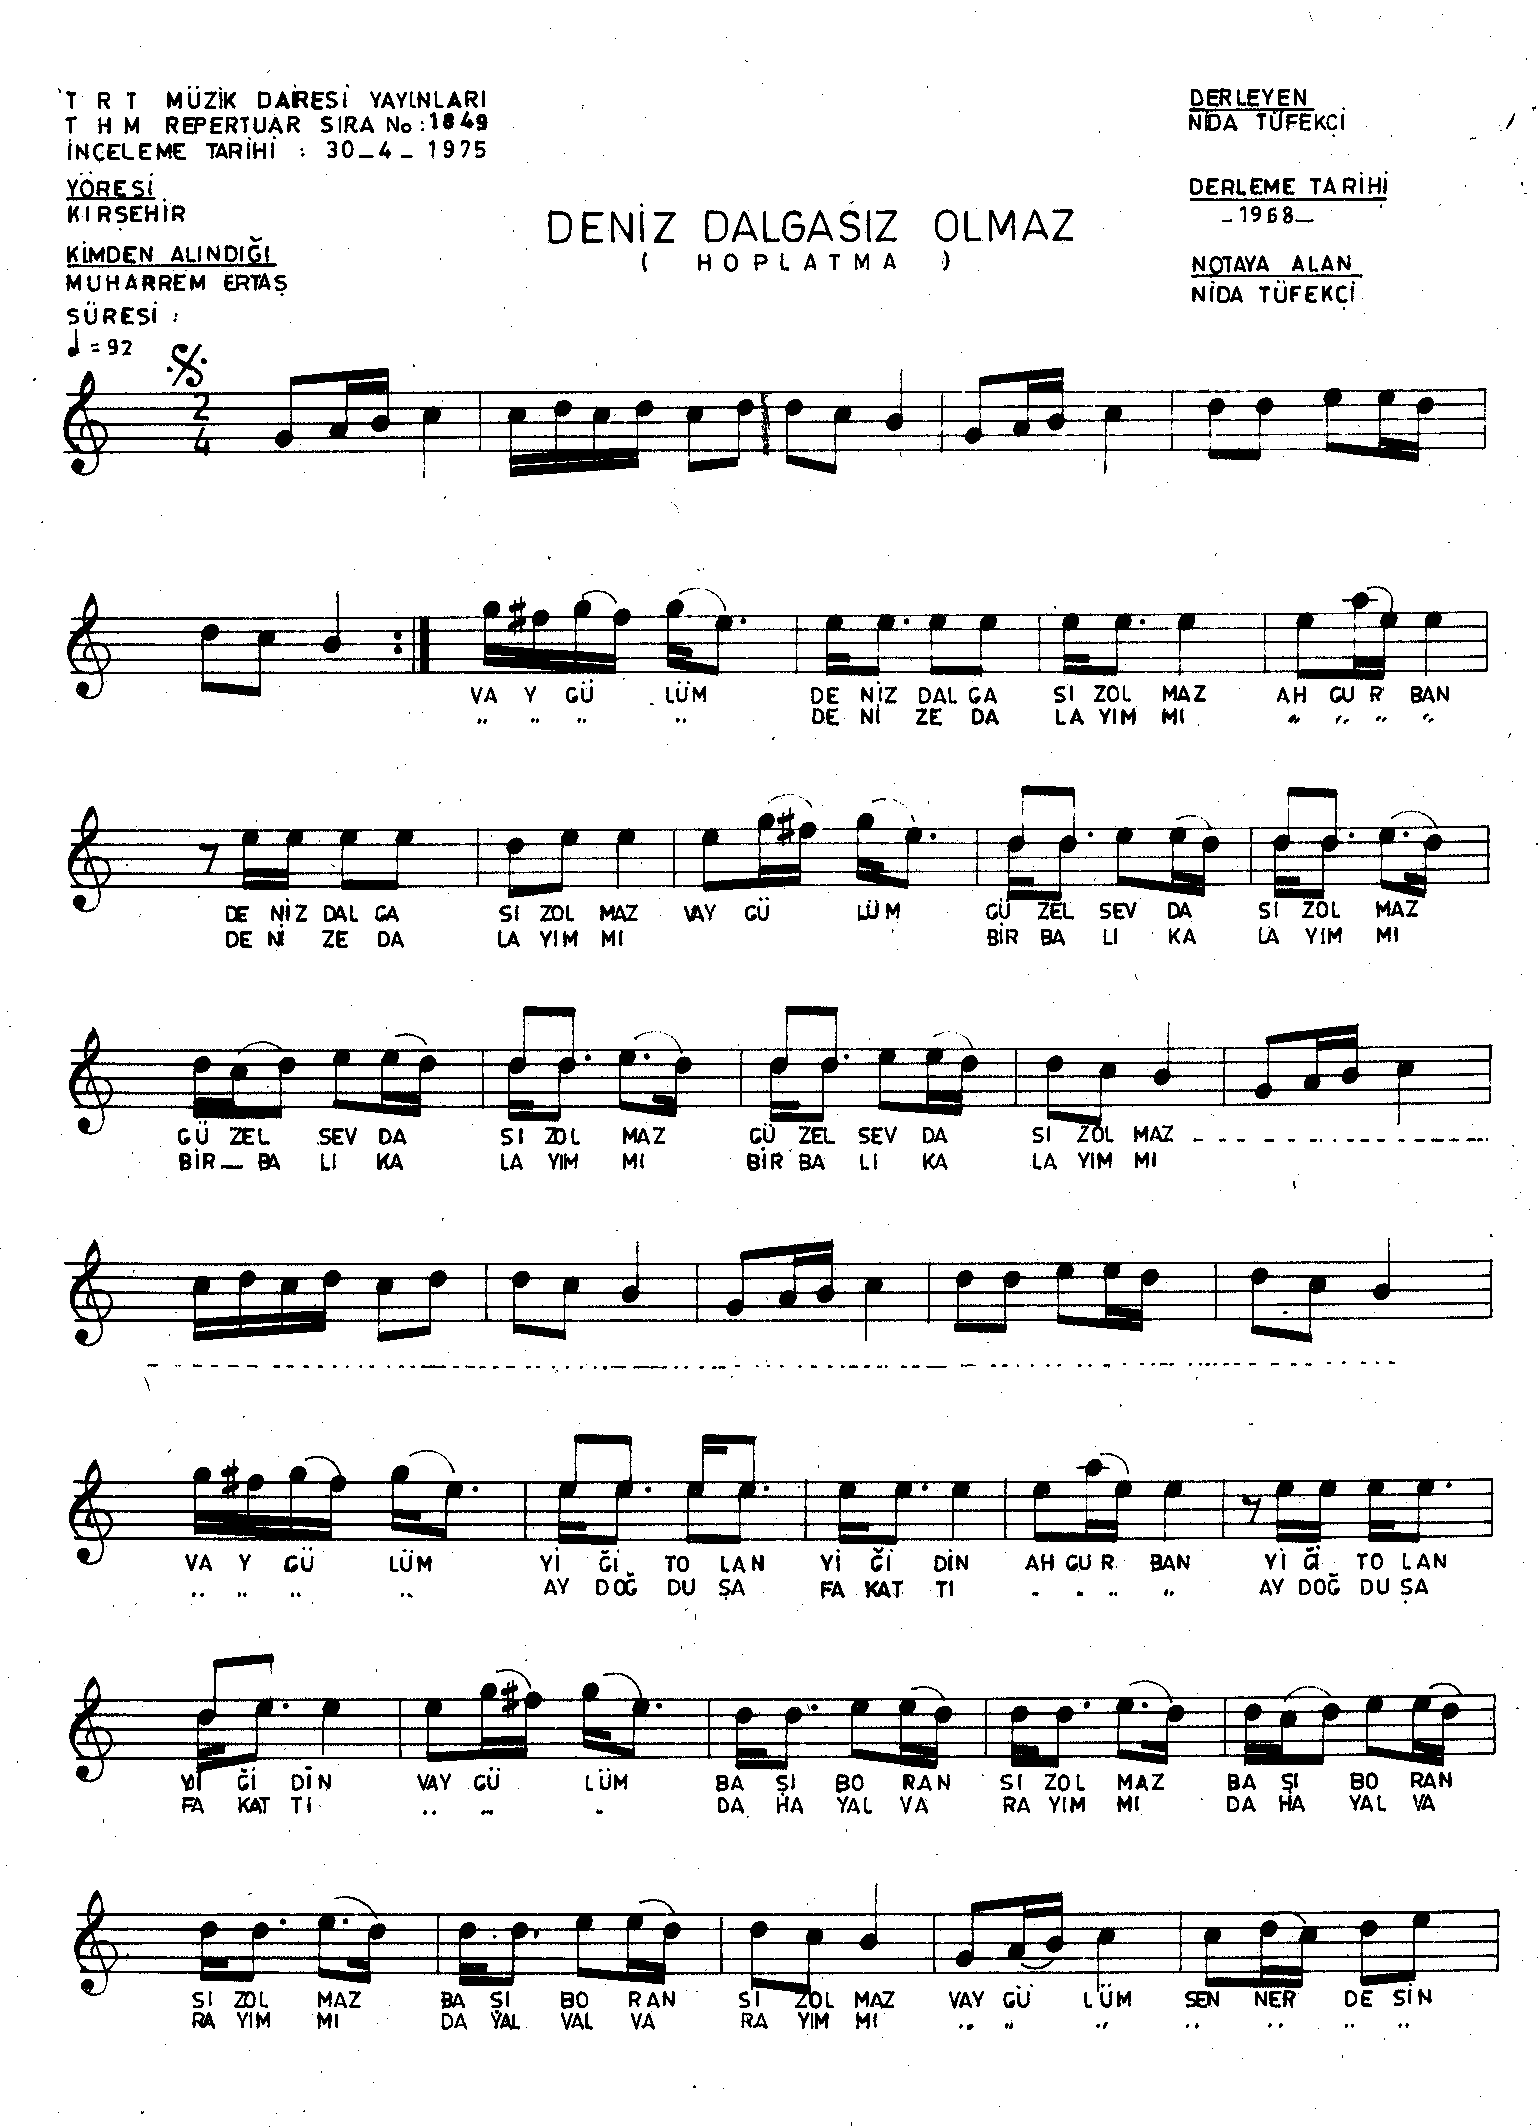 T R T MÜZİK DAİRESİ YAYINLARI
T H M REPERTUAR SIRA No : 1849
İNÇELEME TARİHİ : 30_4_1975
YÖRESİ
KIRŞEHİR
KİMDEN ALINDIĞI
MUHARREM ERTAŞ
SÜRESİ :
♩ = 92
DENİZ DALGASIZ OLMAZ
( HOPLATMA )
DERLEYEN
NİDA TÜFEKÇİ
DERLEME TARİHİ
_1968_
NOTAYA ALAN
NİDA TÜFEKÇİ
2
4
VA Y GÜ LÜM DE NİZ DAL GA SI ZOL MAZ AH GU R BAN
" " " " DE NI ZE DA LA YIM MI " " " "
DE NİZ DAL GA SI ZOL MAZ VAY GÜ LÜM GÜ ZEL SEV DA SI ZOL MAZ
DE NI ZE DA LA YIM MI BİR BA LI KA LA YIM MI
GÜ ZEL SEV DA SI ZOL MAZ GÜ ZEL SEV DA SI ZOL MAZ
BİR_ BA LI KA LA YIM MI BİR BA LI KA LA YIM MI
VA Y GÜ LÜM Yİ Ğİ TO LAN Yİ Ğİ DİN AH GU R BAN Yİ Ğİ TO LAN
" " " " AY DOĞ DU ŞA FA KAT TI " " " " AY DOĞ DU ŞA
Yİ Ğİ DİN VAY GÜ LÜM BA ŞI BO RAN SI ZOL MAZ BA ŞI BO RAN
FA KAT TI " " " DA HA YAL VA RA YIM MI DA HA YAL VA
SI ZOL MAZ BA SI BO RAN SI ZOL MAZ VAY GÜ LÜM SEN NER DE SİN
RA YIM MI DA YAL VAL VA RA YIM MI " " " " " " "